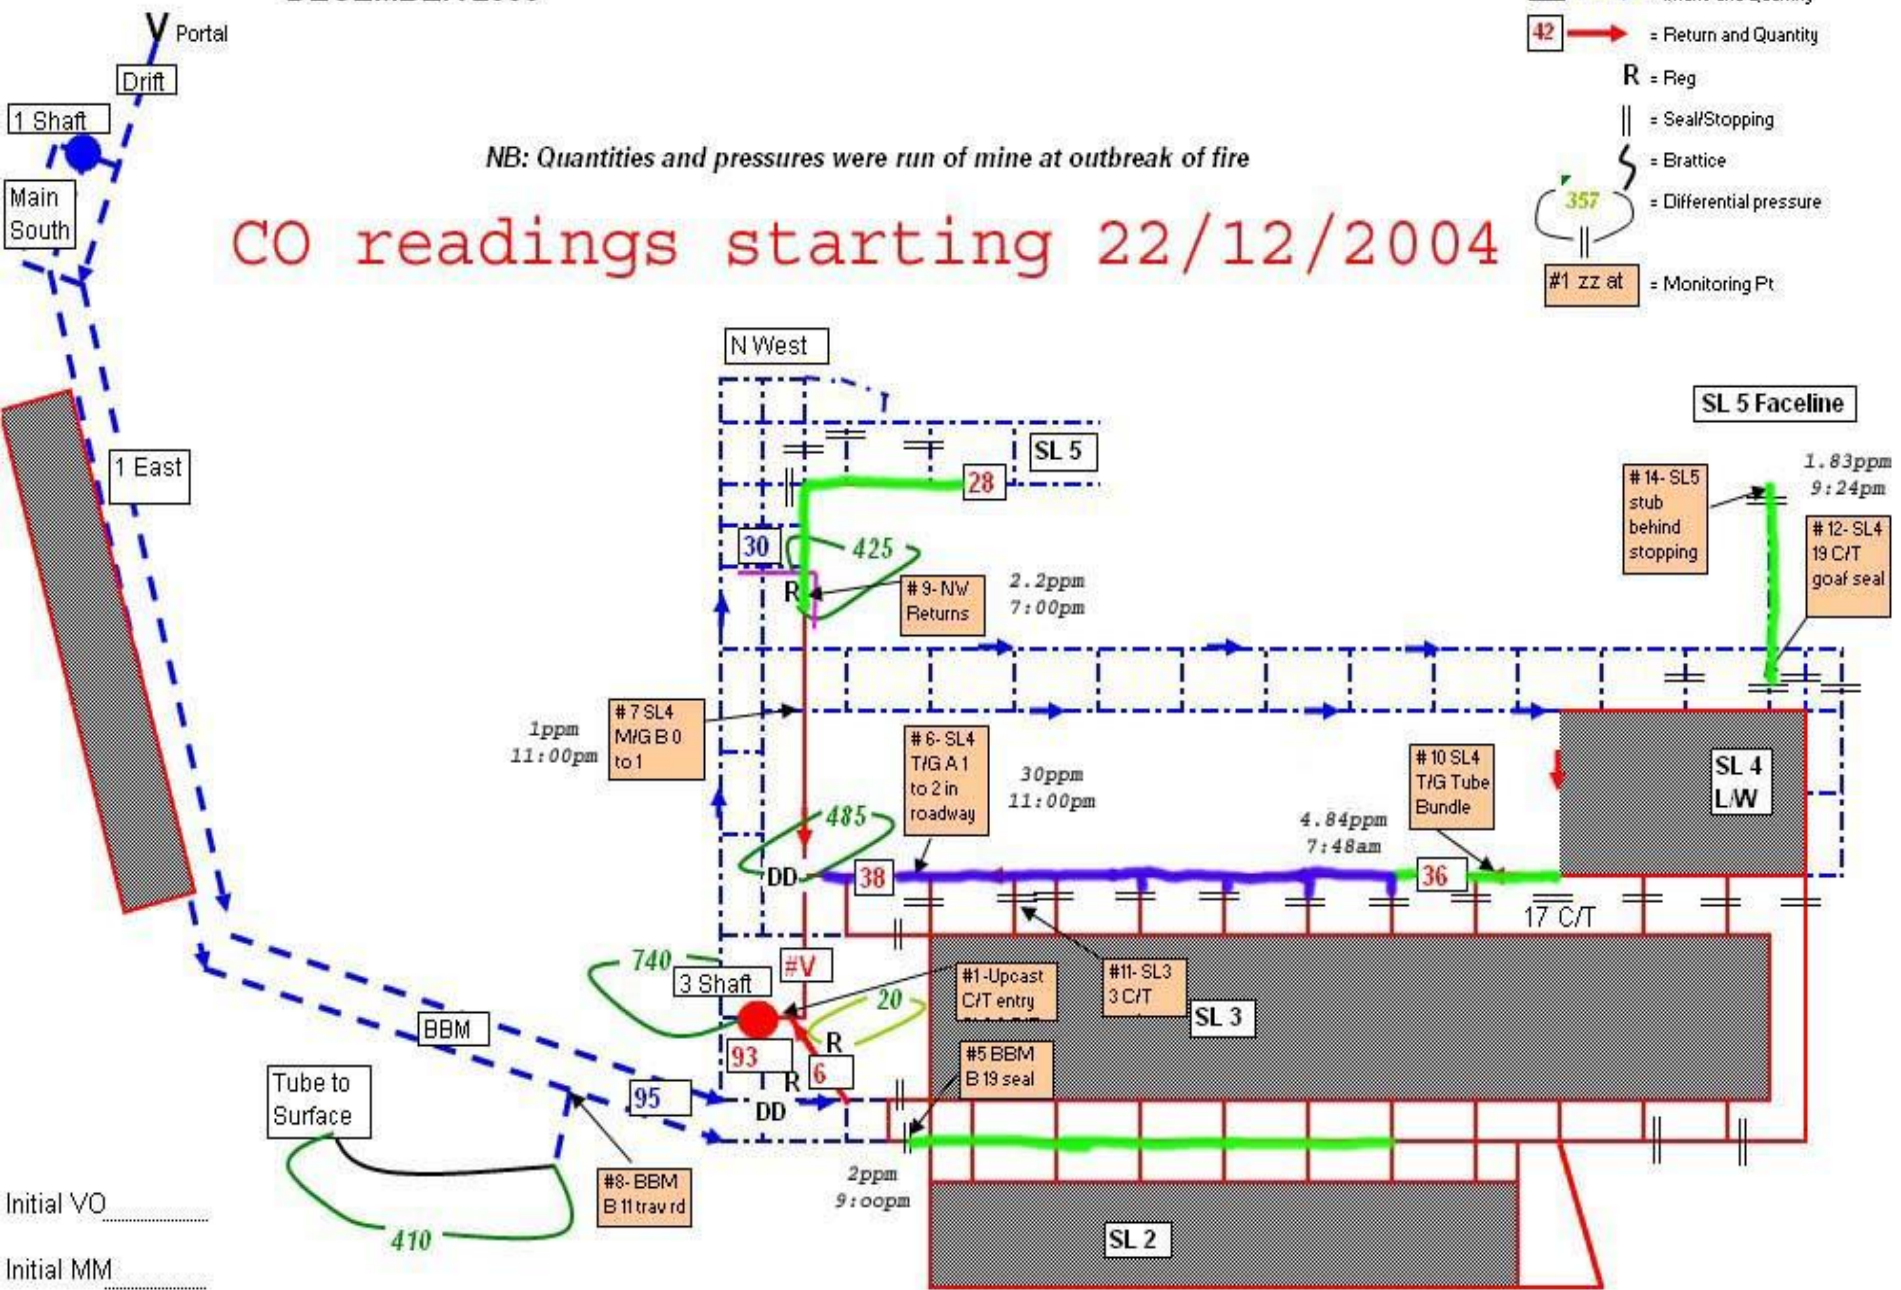 V Portal
Drift
1 Shaft
Main
South
42 = Return and Quantity
R = Reg
= Seal/Stopping
= Brattice
357 = Differential pressure
#1 zz at = Monitoring Pt
NB: Quantities and pressures were run of mine at outbreak of fire
CO readings starting 22/12/2004
N West
SL 5 Faceline
1 East
SL 5
28
30
425
R
# 9- NW
Returns
2.2ppm
7:00pm
# 14- SL5
stub
behind
stopping
1.83ppm
9:24pm
# 12- SL4
19 C/T
goaf seal
1ppm
11:00pm
# 7 SL4
M/G B 0
to 1
# 6- SL4
T/G A 1
to 2 in
roadway
30ppm
11:00pm
# 10 SL4
T/G Tube
Bundle
4.84ppm
7:48am
SL 4
L/W
485
DD
38
36
17 C/T
740
3 Shaft
#V
#1-Upcast
C/T entry
#11- SL3
3 C/T
SL 3
20
R
93
R
6
#5 BBM
B 19 seal
BBM
95
DD
Tube to
Surface
#8- BBM
B 11 trav rd
2ppm
9:oopm
410
SL 2
Initial VO
Initial MM